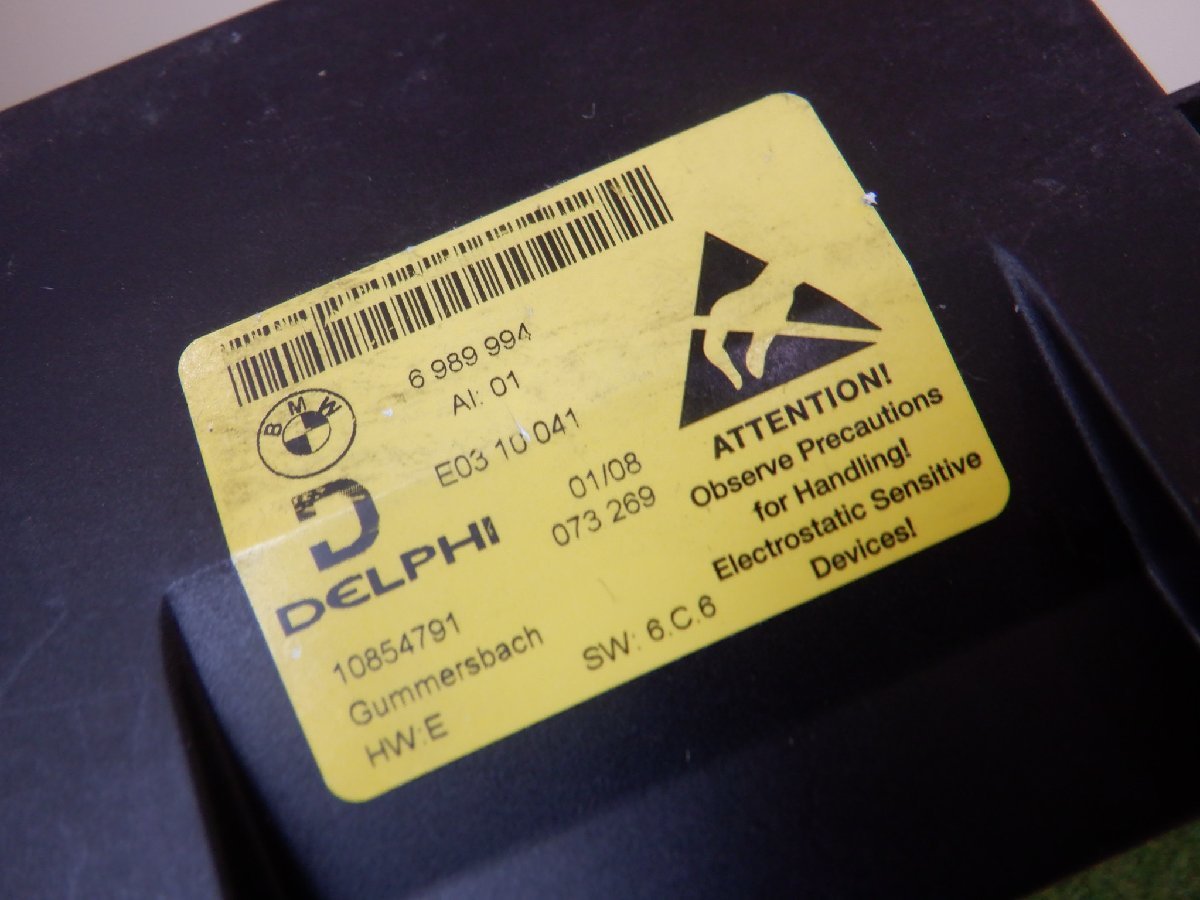 BMW
6 989 994
AI: 01
E03 10 041
01/08
073 269
DELPHI
10854791
Gummersbach
HW:E
SW: 6.C.6
ATTENTION!
Observe Precautions
for Handling!
Electrostatic Sensitive
Devices!